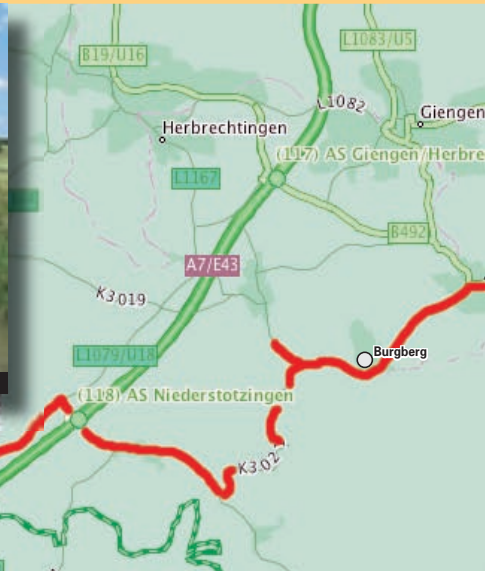 B19/U16
L1083/U5
L1082
Giengen
Herbrechtingen
(117) AS Giengen/Herbre
L1167
B492
A7/E43
K3019
L1079/U18
Burgberg
(118) AS Niederstotzingen